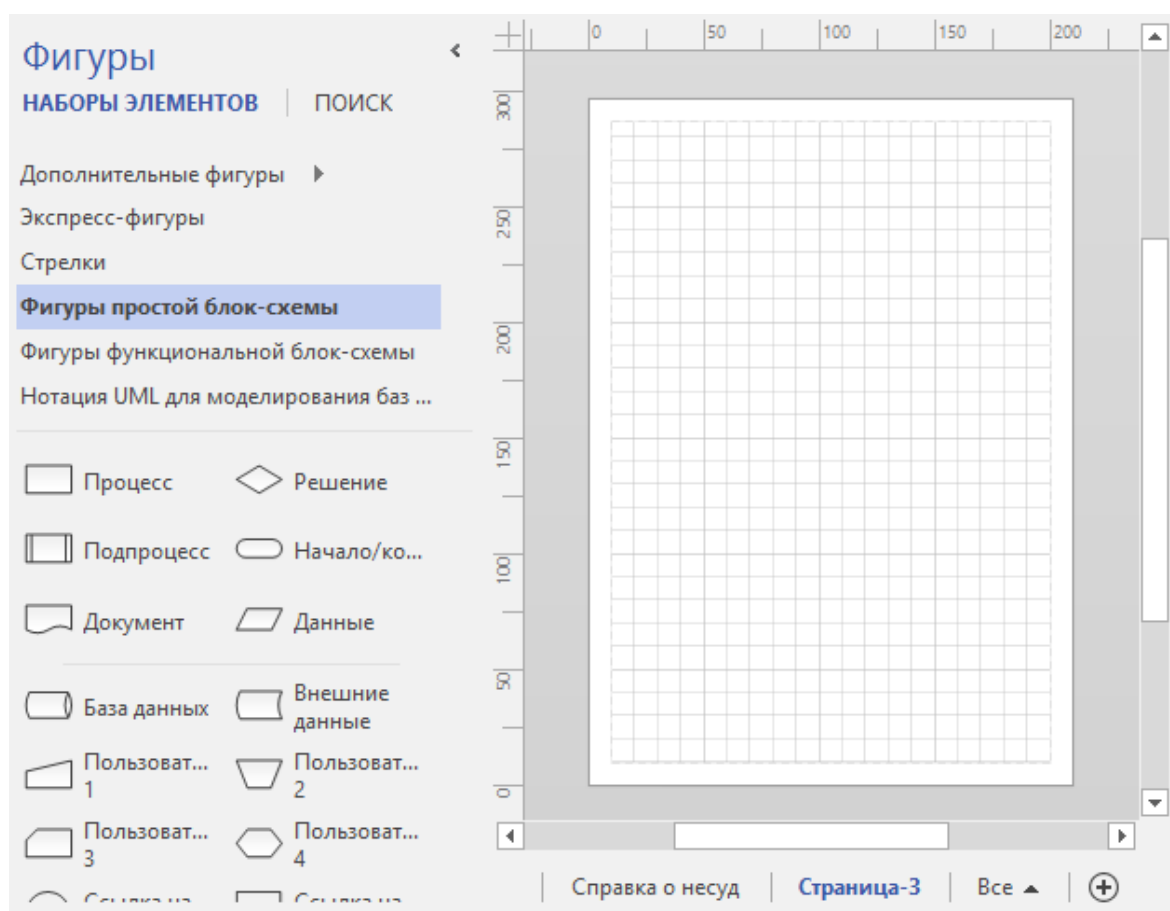 Фигуры
НАБОРЫ ЭЛЕМЕНТОВ
ПОИСК
Дополнительные фигуры
Экспресс-фигуры
Стрелки
Фигуры простой блок-схемы
Фигуры функциональной блок-схемы
Нотация UML для моделирования баз ...
Процесс
Решение
Подпроцесс
Начало/ко...
Документ
Данные
База данных
Внешние
данные
Пользоват...
1
Пользоват...
2
Пользоват...
3
Пользоват...
4
0
50
100
150
200
300
250
200
150
100
50
0
Справка о несуд
Страница-3
Все